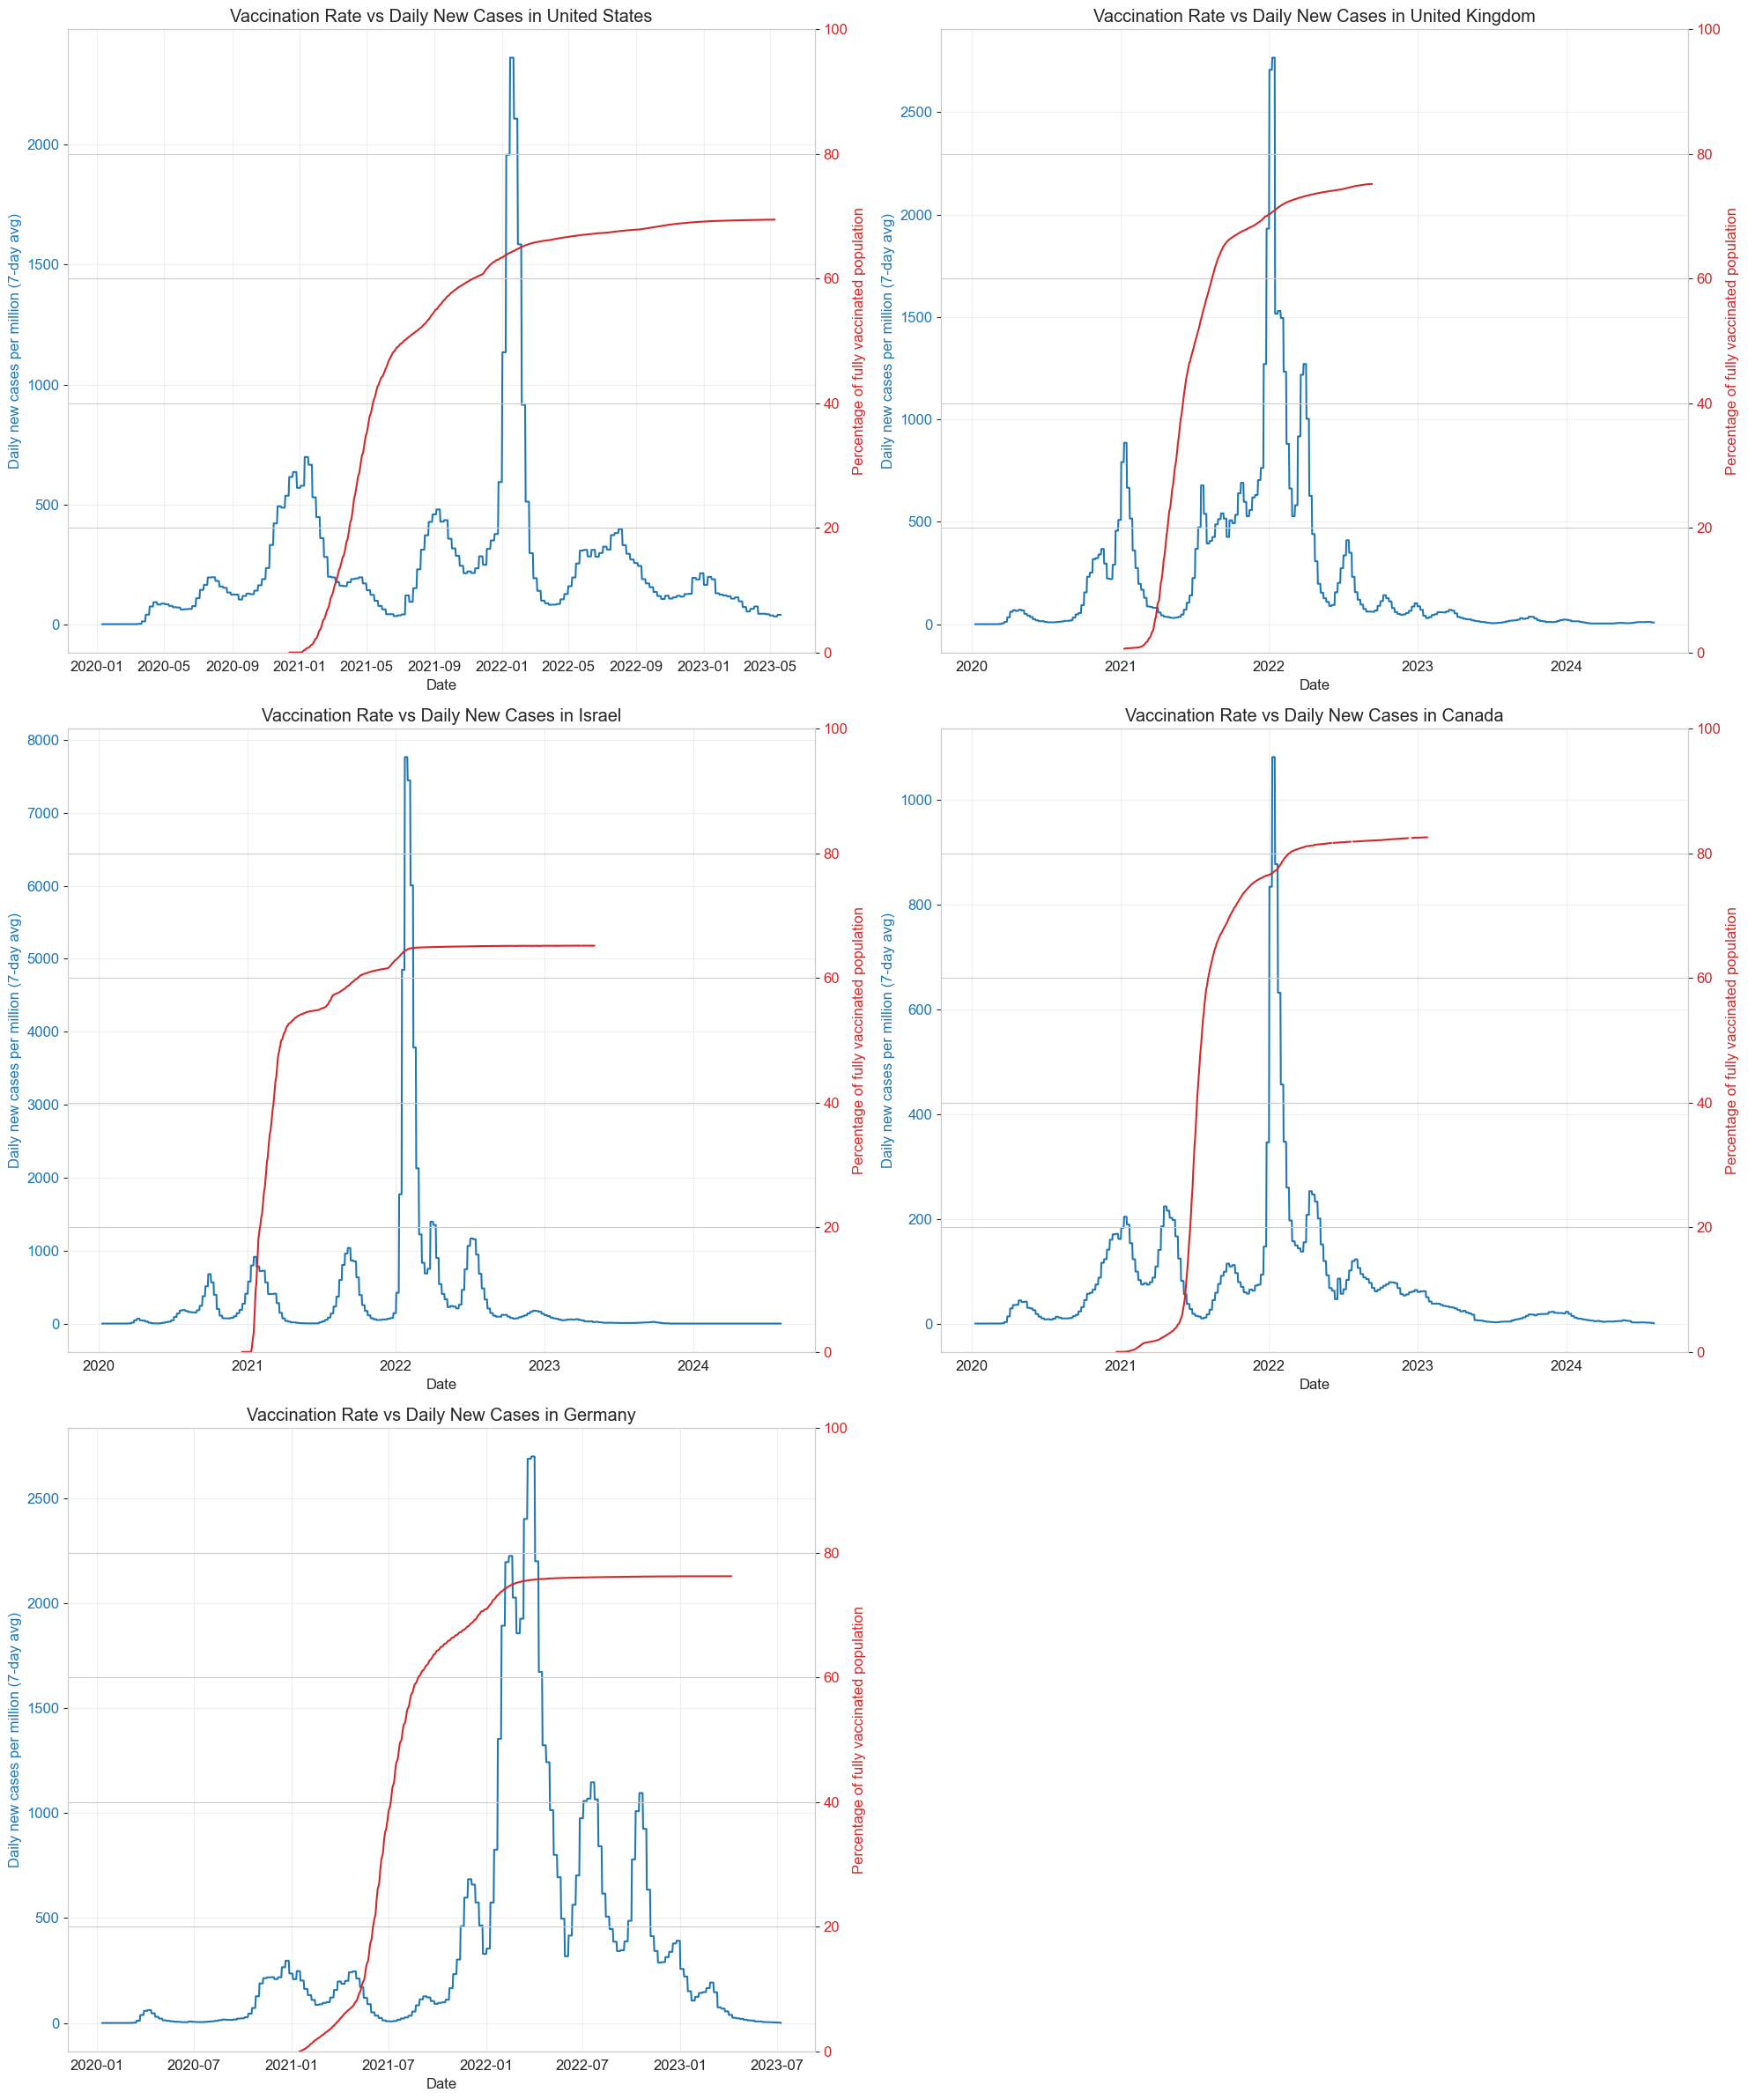 Vaccination Rate vs Daily New Cases in United States
Daily new cases per million (7-day avg)
2000
1500
1000
500
0
100
80
60
40
20
0
Percentage of fully vaccinated population
2020-01 2020-05 2020-09 2021-01 2021-05 2021-09 2022-01 2022-05 2022-09 2023-01 2023-05
Date
Vaccination Rate vs Daily New Cases in United Kingdom
Daily new cases per million (7-day avg)
2500
2000
1500
1000
500
0
100
80
60
40
20
0
Percentage of fully vaccinated population
2020 2021 2022 2023 2024
Date
Vaccination Rate vs Daily New Cases in Israel
Daily new cases per million (7-day avg)
8000
7000
6000
5000
4000
3000
2000
1000
0
100
80
60
40
20
0
Percentage of fully vaccinated population
2020 2021 2022 2023 2024
Date
Vaccination Rate vs Daily New Cases in Canada
Daily new cases per million (7-day avg)
1000
800
600
400
200
0
100
80
60
40
20
0
Percentage of fully vaccinated population
2020 2021 2022 2023 2024
Date
Vaccination Rate vs Daily New Cases in Germany
Daily new cases per million (7-day avg)
2500
2000
1500
1000
500
0
100
80
60
40
20
0
Percentage of fully vaccinated population
2020-01 2020-07 2021-01 2021-07 2022-01 2022-07 2023-01 2023-07
Date